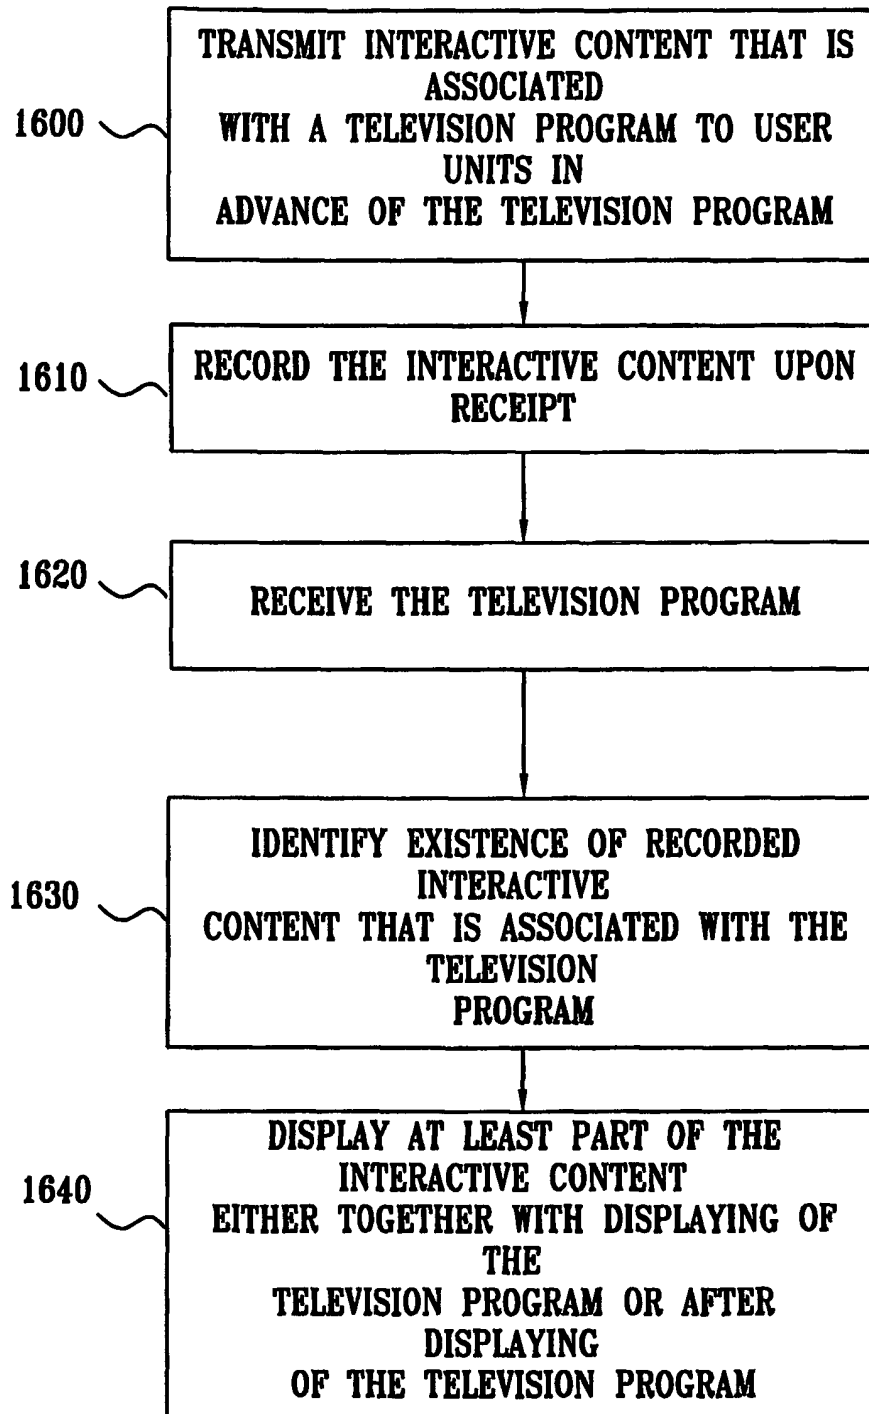 TRANSMIT INTERACTIVE CONTENT THAT IS
ASSOCIATED
1600
WITH A TELEVISION PROGRAM TO USER
UNITS IN
ADVANCE OF THE TELEVISION PROGRAM
1610
RECORD THE INTERACTIVE CONTENT UPON
RECEIPT
1620
RECEIVE THE TELEVISION PROGRAM
IDENTIFY EXISTENCE OF RECORDED
INTERACTIVE
1630
CONTENT THAT IS ASSOCIATED WITH THE
TELEVISION
PROGRAM
DISPLAY AT LEAST PART OF THE
INTERACTIVE CONTENT
1640
EITHER TOGETHER WITH DISPLAYING OF
THE
TELEVISION PROGRAM OR AFTER
DISPLAYING
OF THE TELEVISION PROGRAM